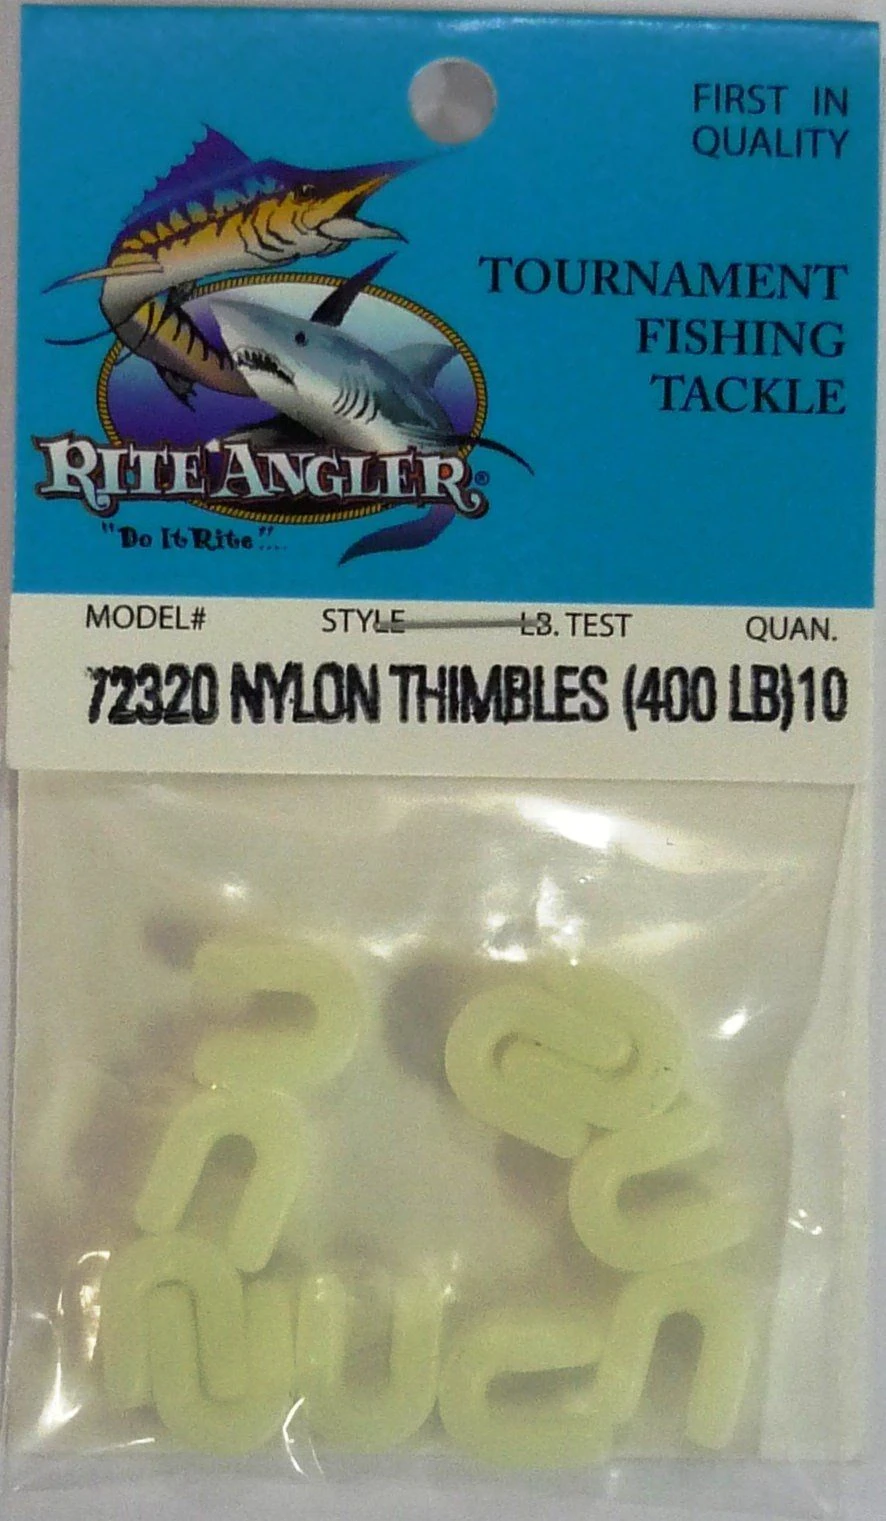 FIRST IN
QUALITY
TOURNAMENT
FISHING
TACKLE
RITE ANGLER®
"Do It Rite"...
MODEL# STYLE LB. TEST QUAN.
72320 NYLON THIMBLES (400 LB) 10